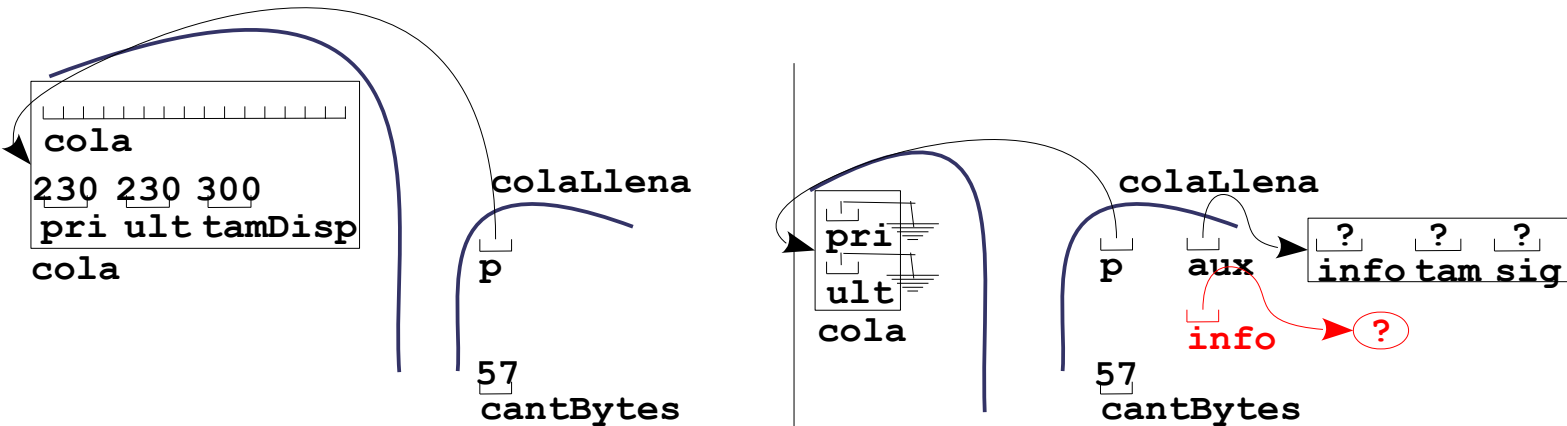 cola
230 230 300
pri ult tamDisp
cola
colaLlena
p
57
cantBytes
colaLlena
pri
ult
cola
p
aux
? ? ?
info tam sig
info
?
57
cantBytes